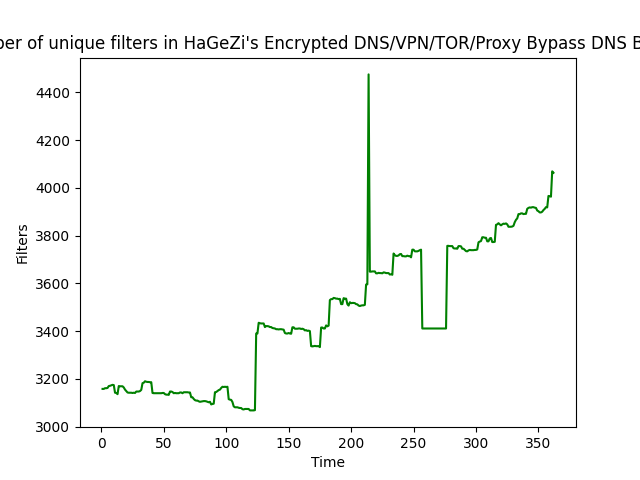 ber of unique filters in HaGeZi's Encrypted DNS/VPN/TOR/Proxy Bypass DNS B
4400
4200
4000
3800
3600
3400
3200
3000
Filters
0 50 100 150 200 250 300 350
Time